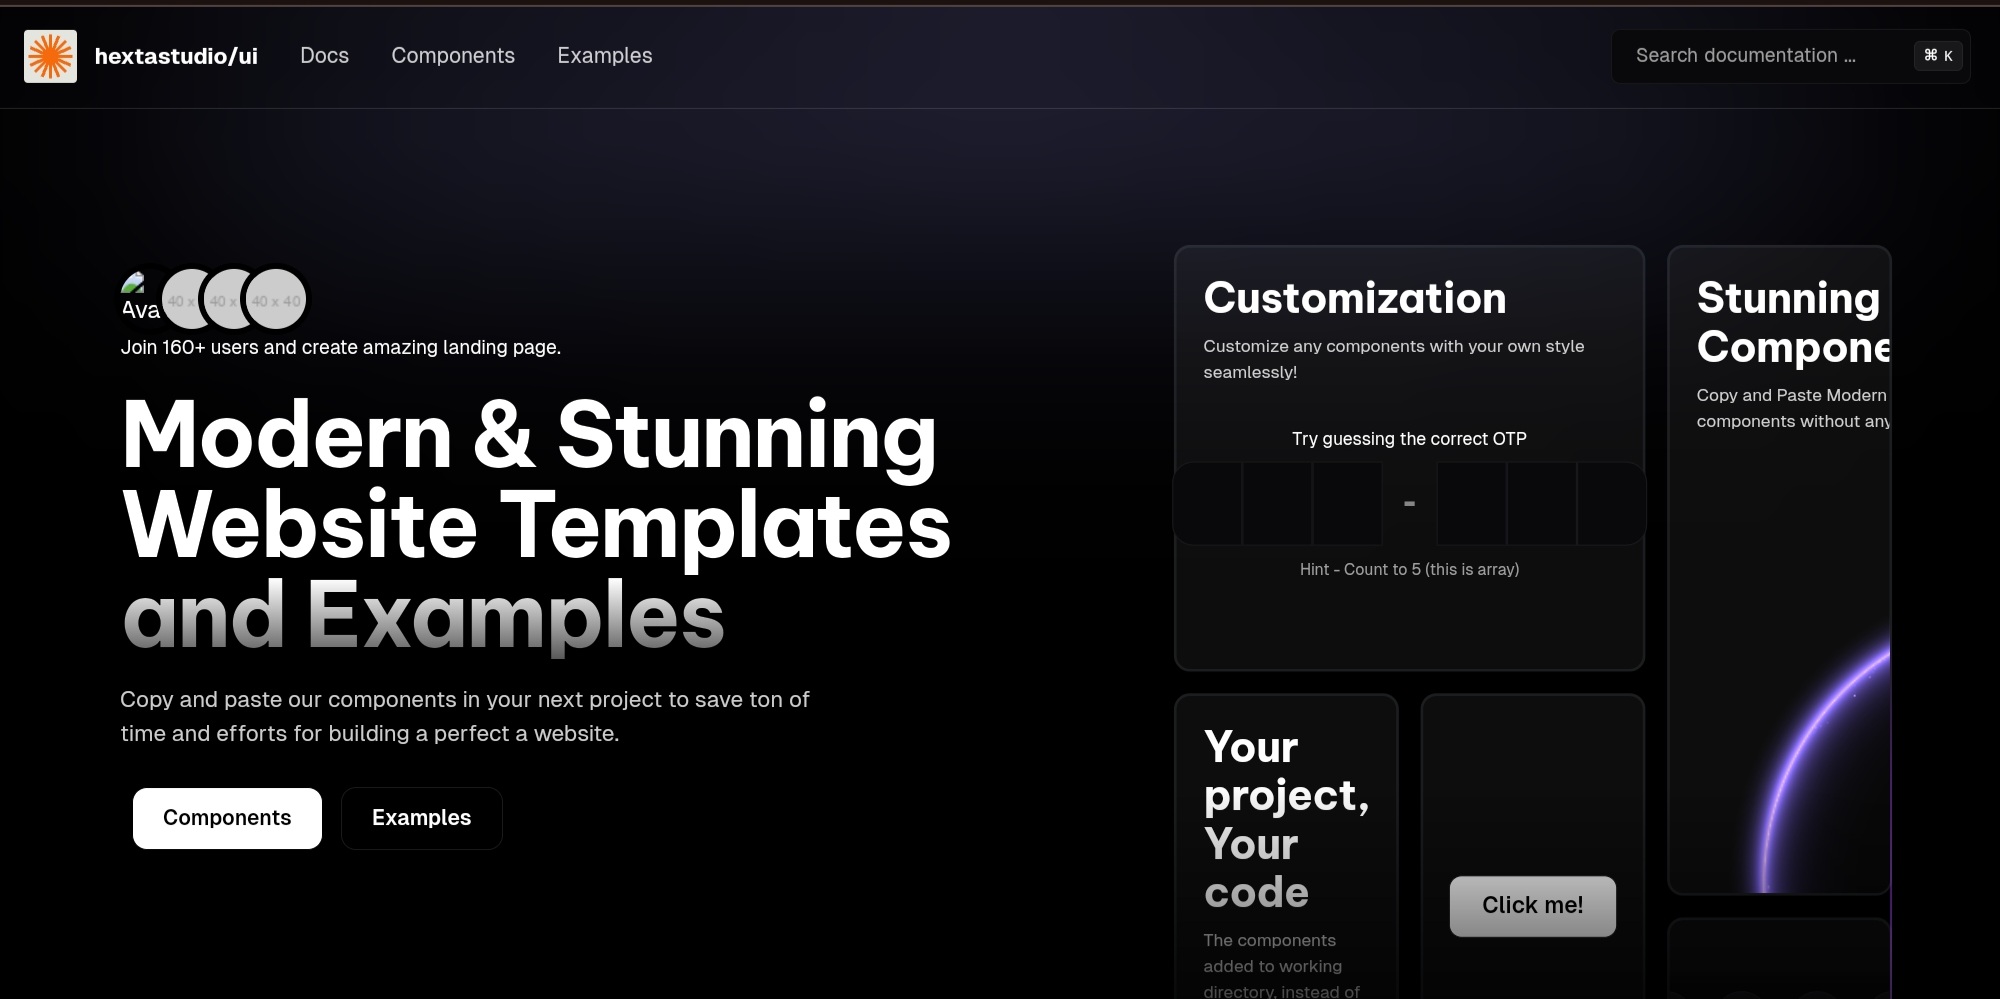 hextastudio/ui
Docs
Components
Examples
Search documentation ...
⌘ K
Ava
40 x
40 x
40 x 40
Join 160+ users and create amazing landing page.
Modern & Stunning
Website Templates
and Examples
Copy and paste our components in your next project to save ton of
time and efforts for building a perfect a website.
Components
Examples
Customization
Customize any components with your own style
seamlessly!
Try guessing the correct OTP
-
Hint - Count to 5 (this is array)
Your
project,
Your
code
The components
added to working
directory, instead of
Click me!
Stunning
Compone
Copy and Paste Modern
components without any